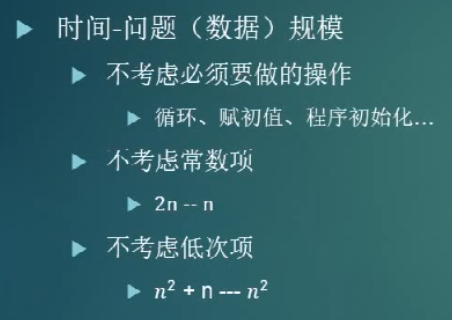 时间-问题（数据）规模
不考虑必须要做的操作
循环、赋初值、程序初始化...
不考虑常数项
2n -- n
不考虑低次项
n² + n --- n²